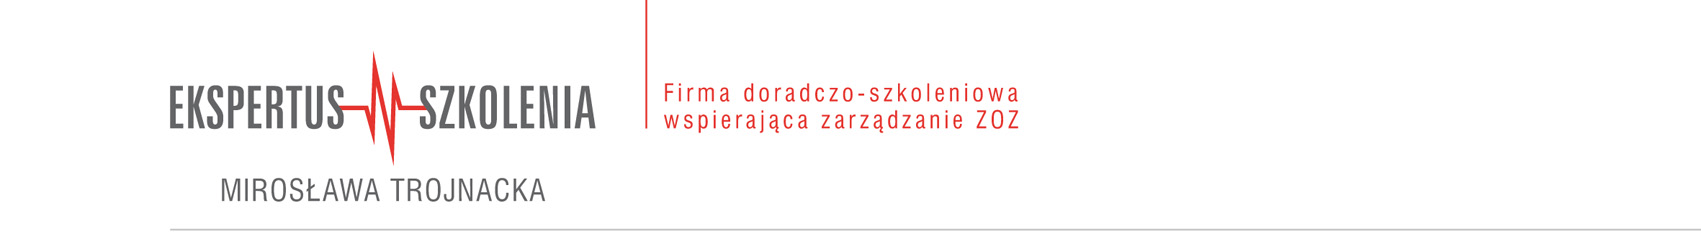 EKSPERTUS SZKOLENIA
MIROSŁAWA TROJNACKA
Firma doradczo-szkoleniowa
wspierająca zarządzanie ZOZ